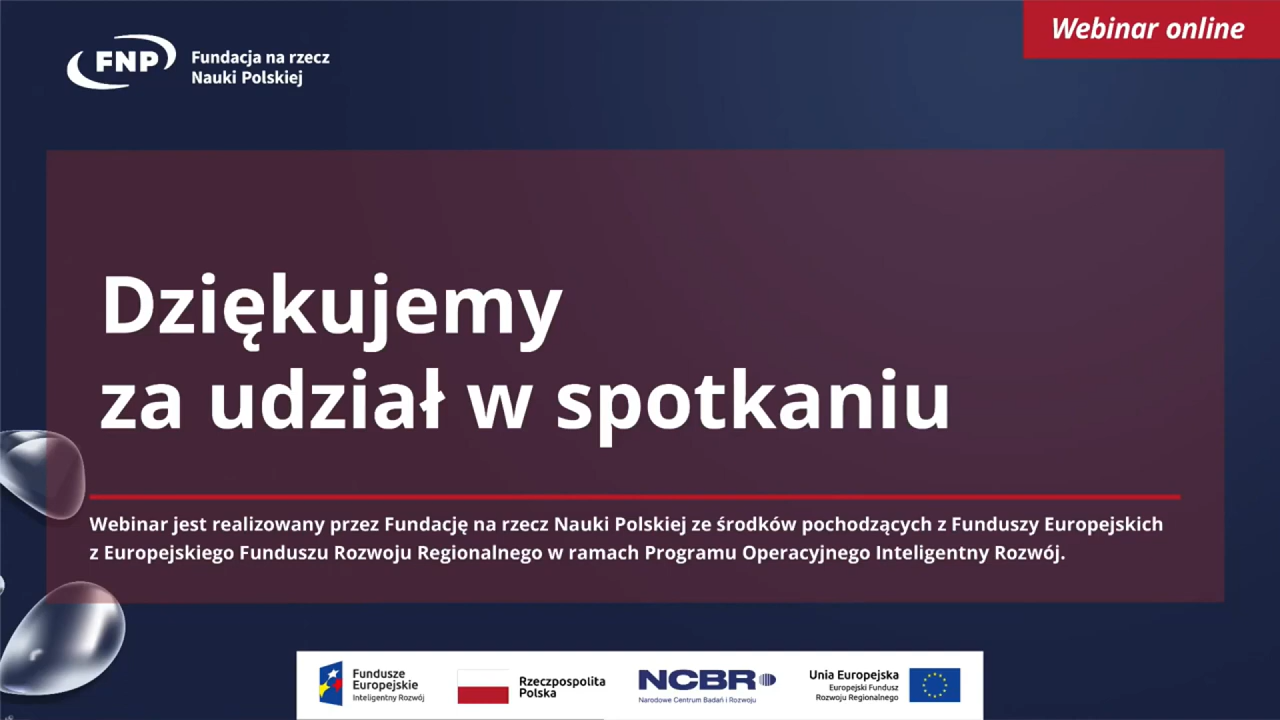 FNP
Fundacja na rzecz
Nauki Polskiej
Webinar online
Dziękujemy
za udział w spotkaniu
Webinar jest realizowany przez Fundację na rzecz Nauki Polskiej ze środków pochodzących z Funduszy Europejskich
z Europejskiego Funduszu Rozwoju Regionalnego w ramach Programu Operacyjnego Inteligentny Rozwój.
Fundusze
Europejskie
Inteligentny Rozwój
Rzeczpospolita
Polska
NCBR
Narodowe Centrum Badań i Rozwoju
Unia Europejska
Europejski Fundusz
Rozwoju Regionalnego